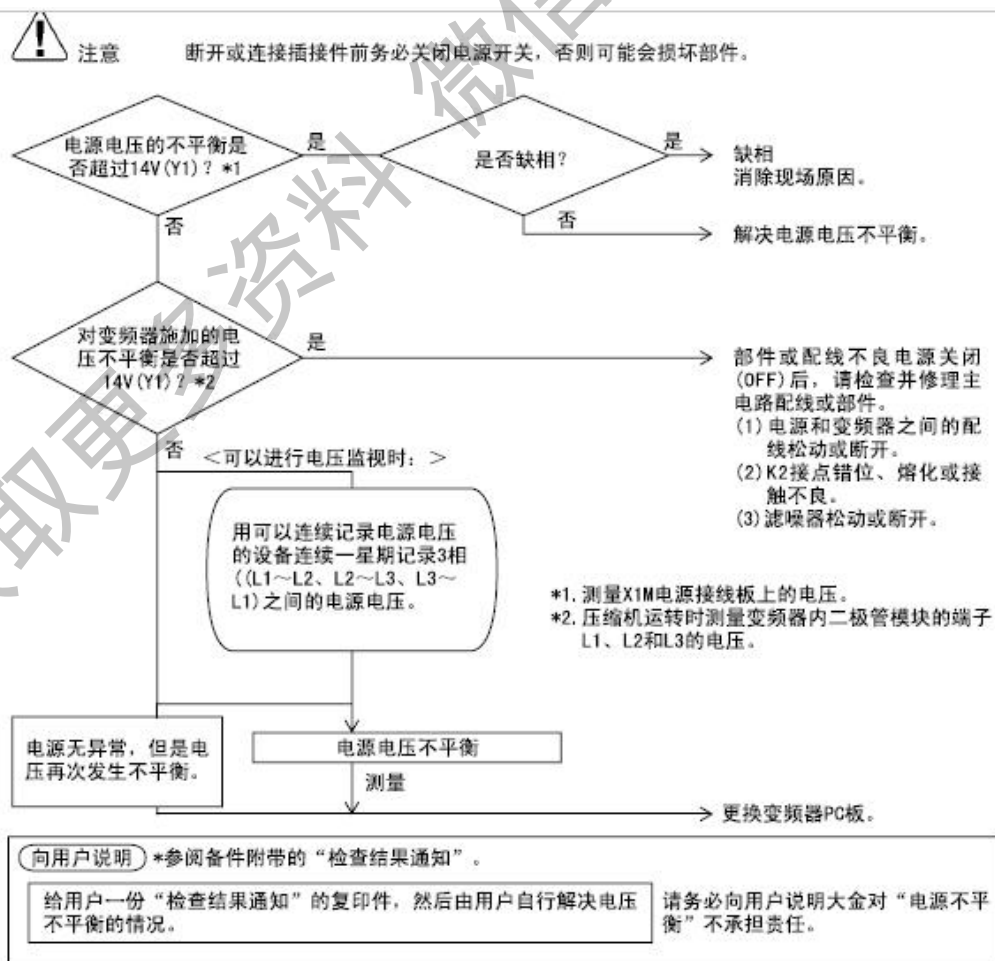 注意
断开或连接插接件前务必关闭电源开关，否则可能会损坏部件。
电源电压的不平衡是
否超过14V(Y1)？*1
是
是否缺相？
是
缺相
消除现场原因。
否
否
解决电源电压不平衡。
对变频器施加的电
压不平衡是否超过
14V(Y1)？*2
是
部件或配线不良电源关闭
(OFF)后，请检查并修理主
电路配线或部件。
(1)电源和变频器之间的配
线松动或断开。
(2)K2接点错位、熔化或接
触不良。
(3)滤噪器松动或断开。
否
＜可以进行电压监视时：＞
用可以连续记录电源电压
的设备连续一星期记录3相
((L1～L2、L2～L3、L3～
L1)之间的电源电压。
*1.测量X1M电源接线板上的电压。
*2.压缩机运转时测量变频器内二极管模块的端子
L1、L2和L3的电压。
电源无异常，但是电
压再次发生不平衡。
电源电压不平衡
测量
更换变频器PC板。
向用户说明 *参阅备件附带的“检查结果通知”。
给用户一份“检查结果通知”的复印件，然后由用户自行解决电压
不平衡的情况。
请务必向用户说明大金对“电源不平
衡”不承担责任。
取更多资料 微信